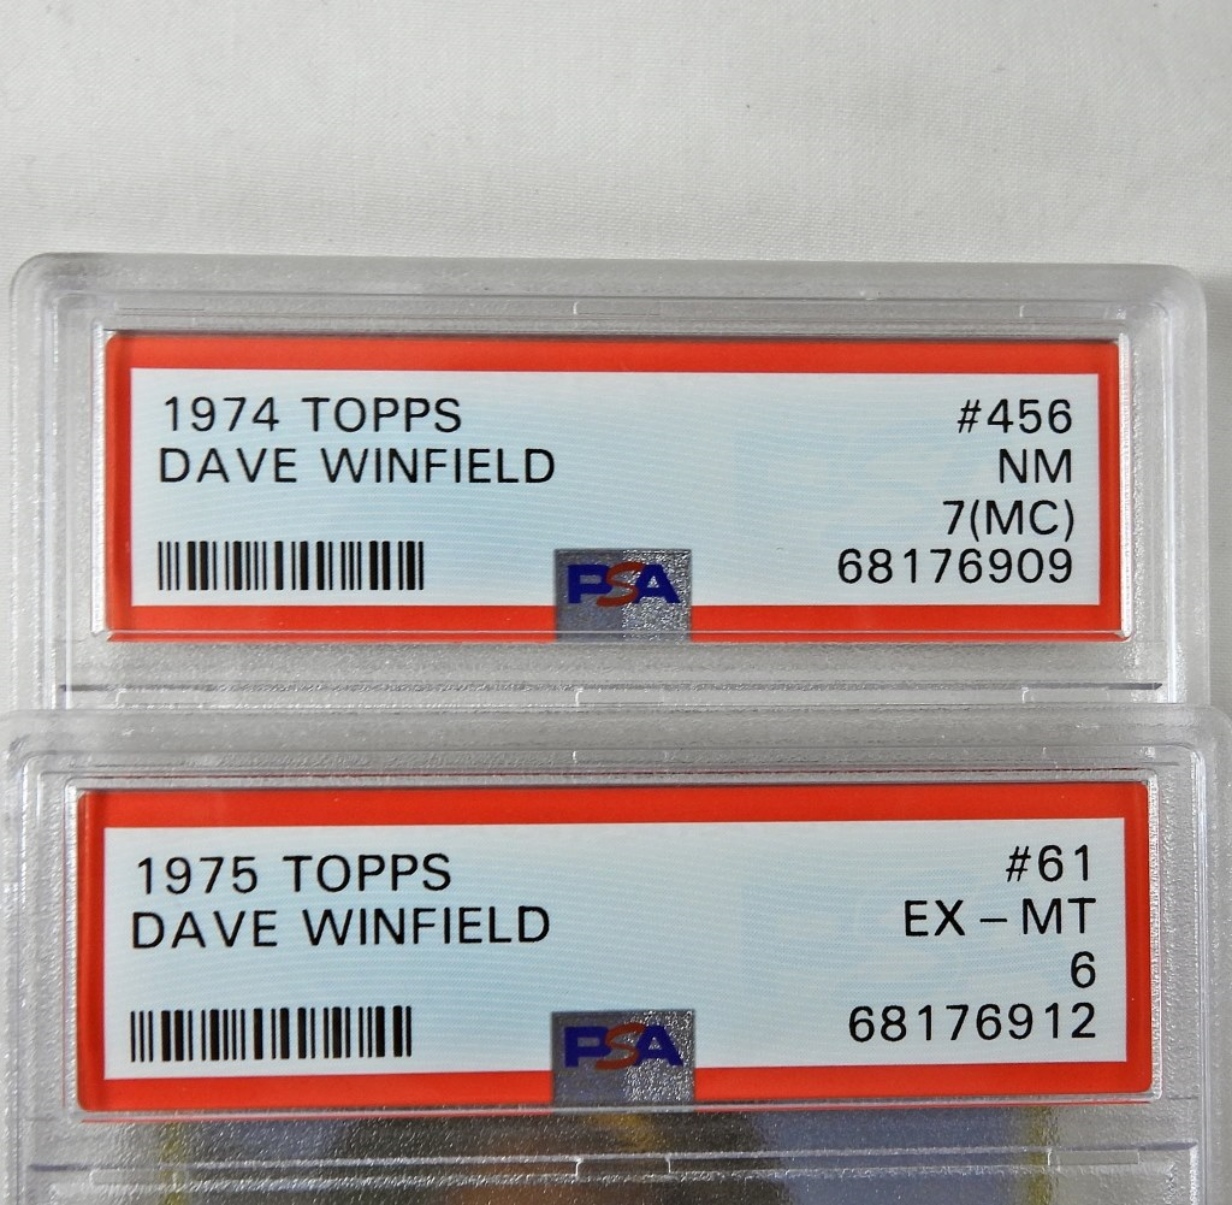 1974 TOPPS #456
DAVE WINFIELD NM
7(MC)
PSA 68176909
1975 TOPPS #61
DAVE WINFIELD EX – MT
6
PSA 68176912